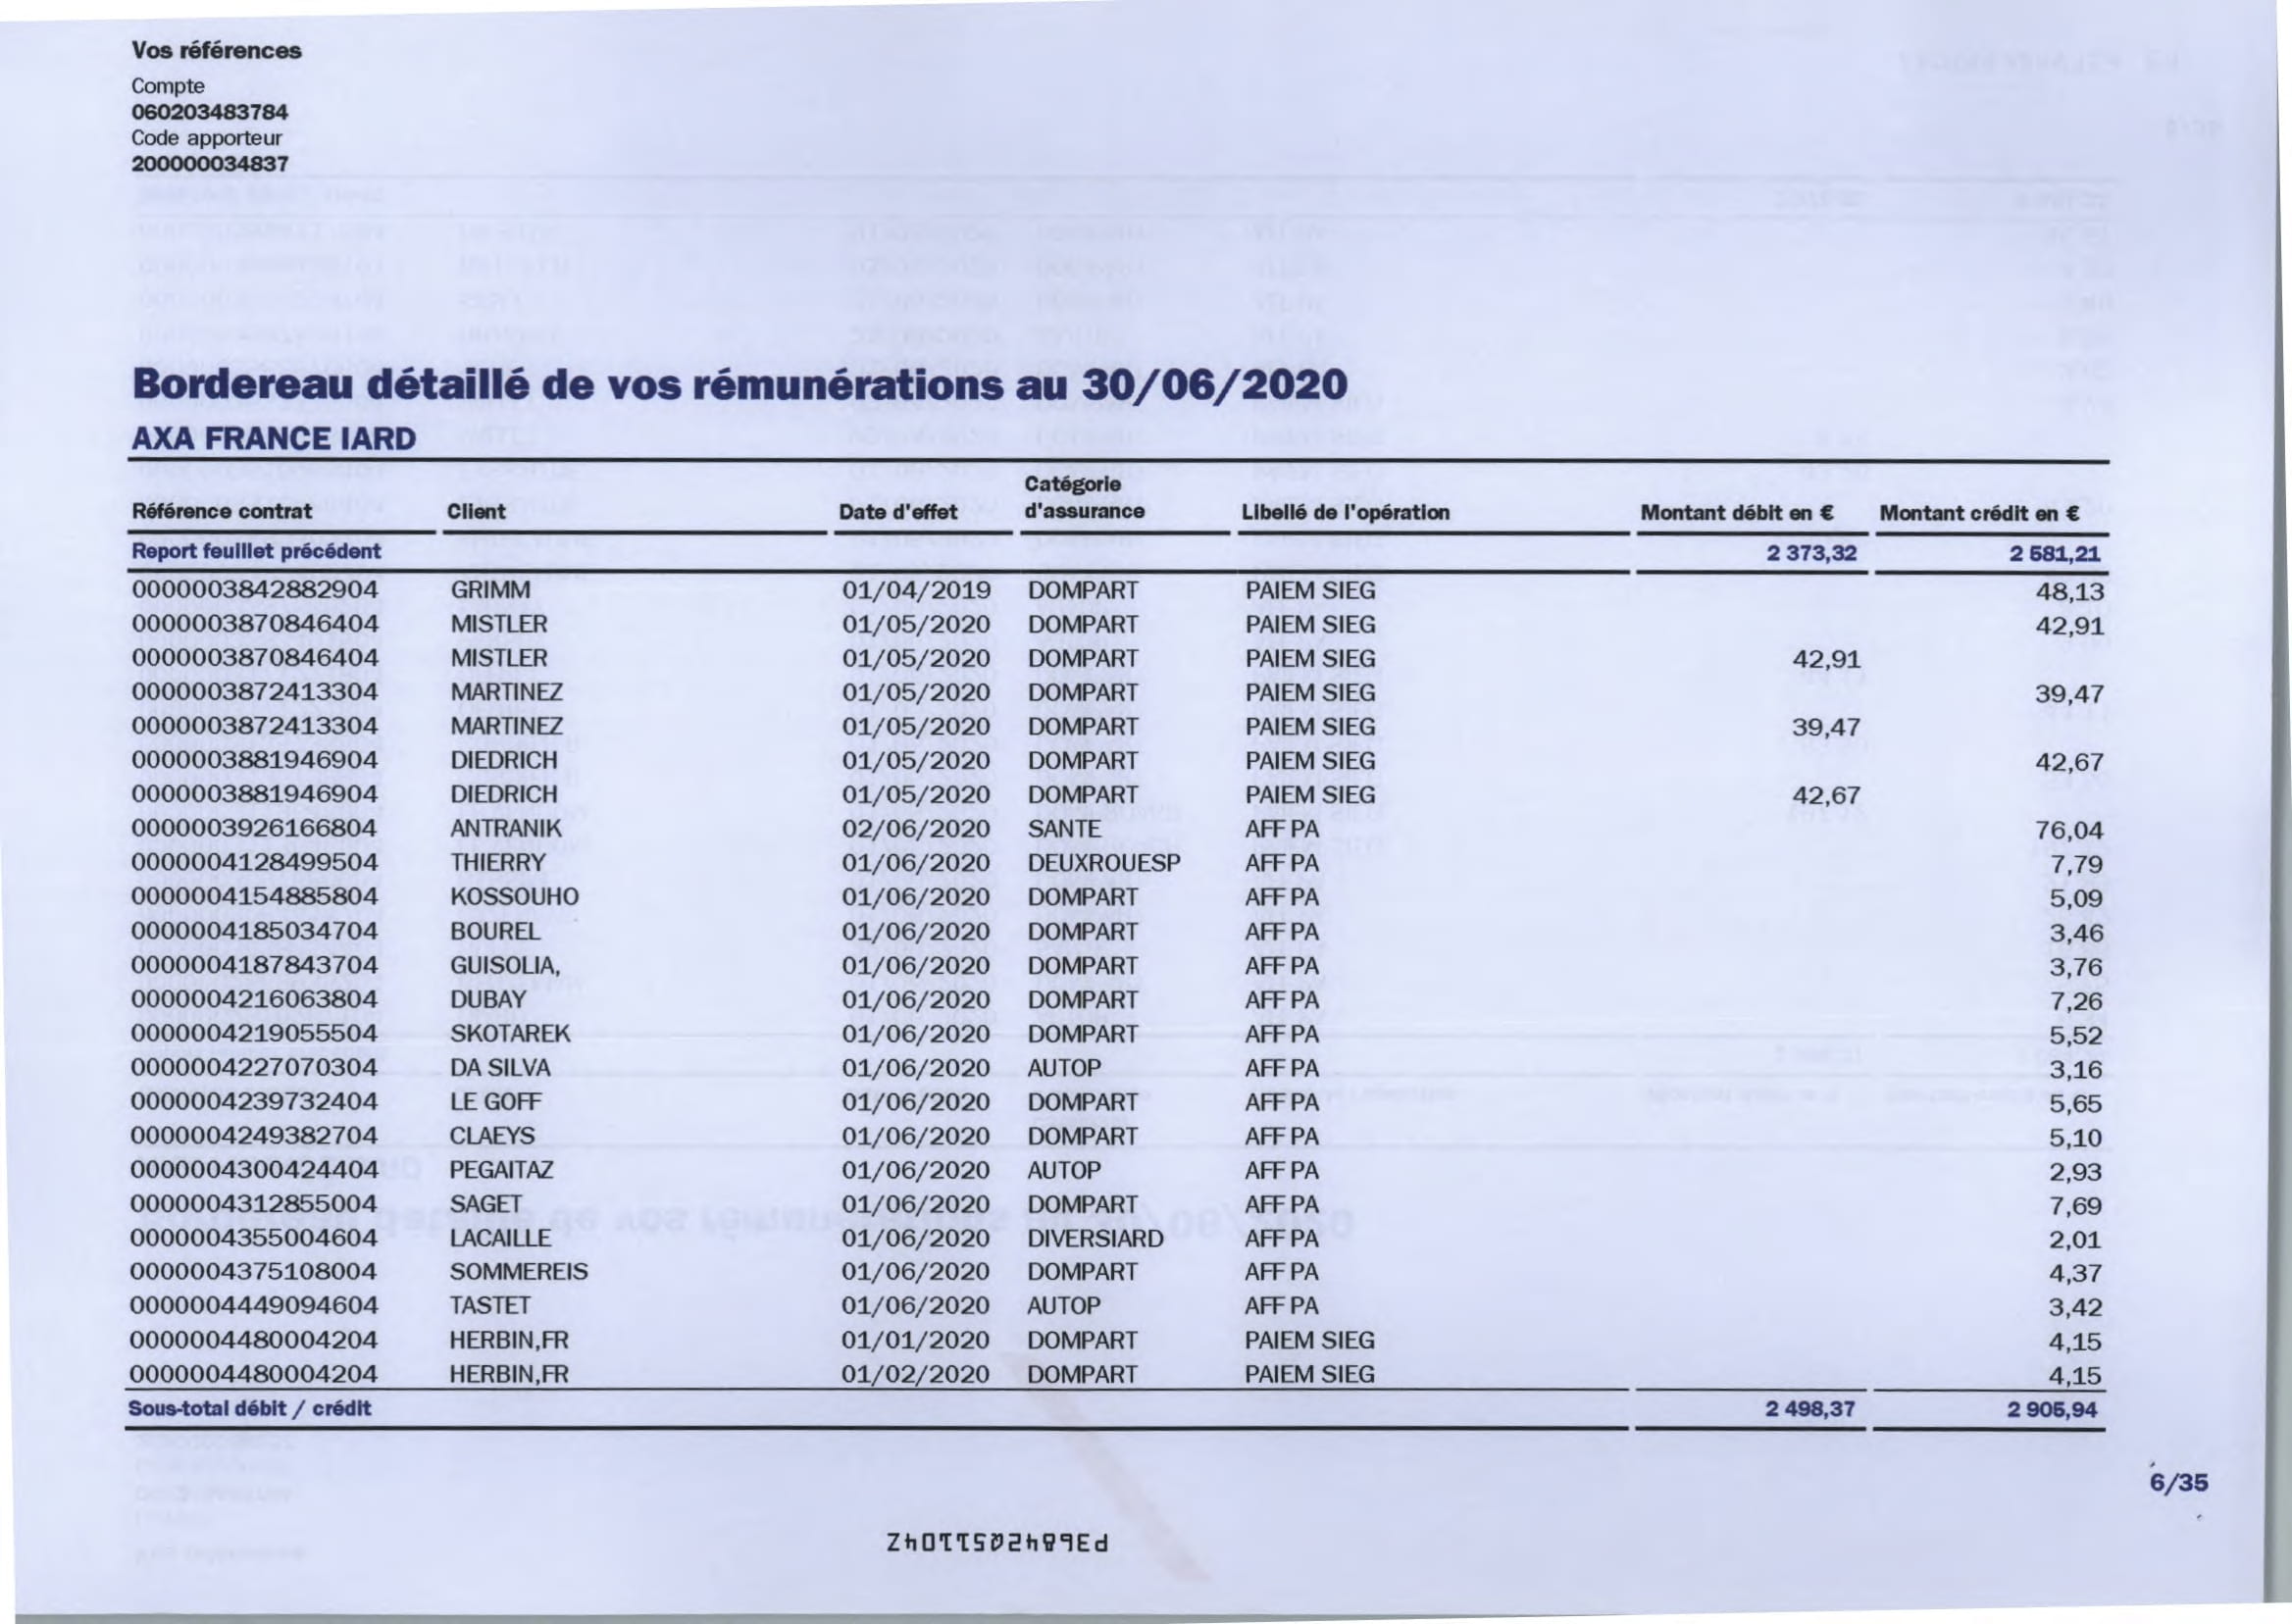 Vos références
Compte
060203483784
Code apporteur
200000034837
Bordereau détaillé de vos rémunérations au 30/06/2020
AXA FRANCE IARD
Référence contrat Client Date d'effet Catégorie d'assurance Libellé de l'opération Montant débit en € Montant crédit en €
Report feuillet précédent 2 373,32 2 581,21
0000003842882904 GRIMM 01/04/2019 DOMPART PAIEM SIEG 48,13
0000003870846404 MISTLER 01/05/2020 DOMPART PAIEM SIEG 42,91
0000003870846404 MISTLER 01/05/2020 DOMPART PAIEM SIEG 42,91
0000003872413304 MARTINEZ 01/05/2020 DOMPART PAIEM SIEG 39,47
0000003872413304 MARTINEZ 01/05/2020 DOMPART PAIEM SIEG 39,47
0000003881946904 DIEDRICH 01/05/2020 DOMPART PAIEM SIEG 42,67
0000003881946904 DIEDRICH 01/05/2020 DOMPART PAIEM SIEG 42,67
0000003926166804 ANTRANIK 02/06/2020 SANTE AFF PA 76,04
0000004128499504 THIERRY 01/06/2020 DEUXROUESP AFF PA 7,79
0000004154885804 KOSSOUHO 01/06/2020 DOMPART AFF PA 5,09
0000004185034704 BOUREL 01/06/2020 DOMPART AFF PA 3,46
0000004187843704 GUISOLIA, 01/06/2020 DOMPART AFF PA 3,76
0000004216063804 DUBAY 01/06/2020 DOMPART AFF PA 7,26
0000004219055504 SKOTAREK 01/06/2020 DOMPART AFF PA 5,52
0000004227070304 DA SILVA 01/06/2020 AUTOP AFF PA 3,16
0000004239732404 LE GOFF 01/06/2020 DOMPART AFF PA 5,65
0000004249382704 CLAEYS 01/06/2020 DOMPART AFF PA 5,10
0000004300424404 PEGAITAZ 01/06/2020 AUTOP AFF PA 2,93
0000004312855004 SAGET 01/06/2020 DOMPART AFF PA 7,69
0000004355004604 LACAILLE 01/06/2020 DIVERSIARD AFF PA 2,01
0000004375108004 SOMMEREIS 01/06/2020 DOMPART AFF PA 4,37
0000004449094604 TASTET 01/06/2020 AUTOP AFF PA 3,42
0000004480004204 HERBIN,FR 01/01/2020 DOMPART PAIEM SIEG 4,15
0000004480004204 HERBIN,FR 01/02/2020 DOMPART PAIEM SIEG 4,15
Sous-total débit / crédit 2 498,37 2 905,94
6/35